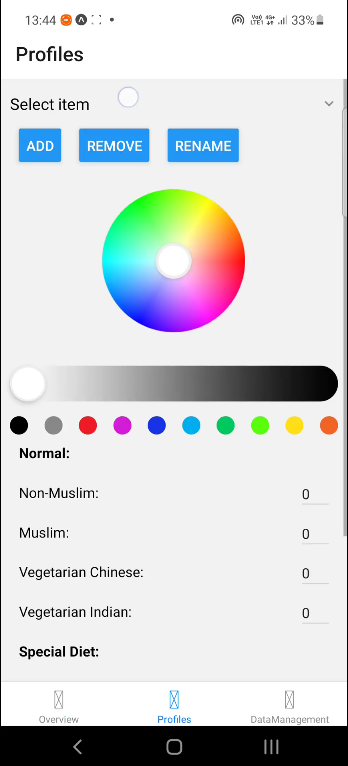 13:44 33%
Profiles
Select item
ADD REMOVE RENAME
Normal:
Non-Muslim: 0
Muslim: 0
Vegetarian Chinese: 0
Vegetarian Indian: 0
Special Diet:
Overview Profiles DataManagement